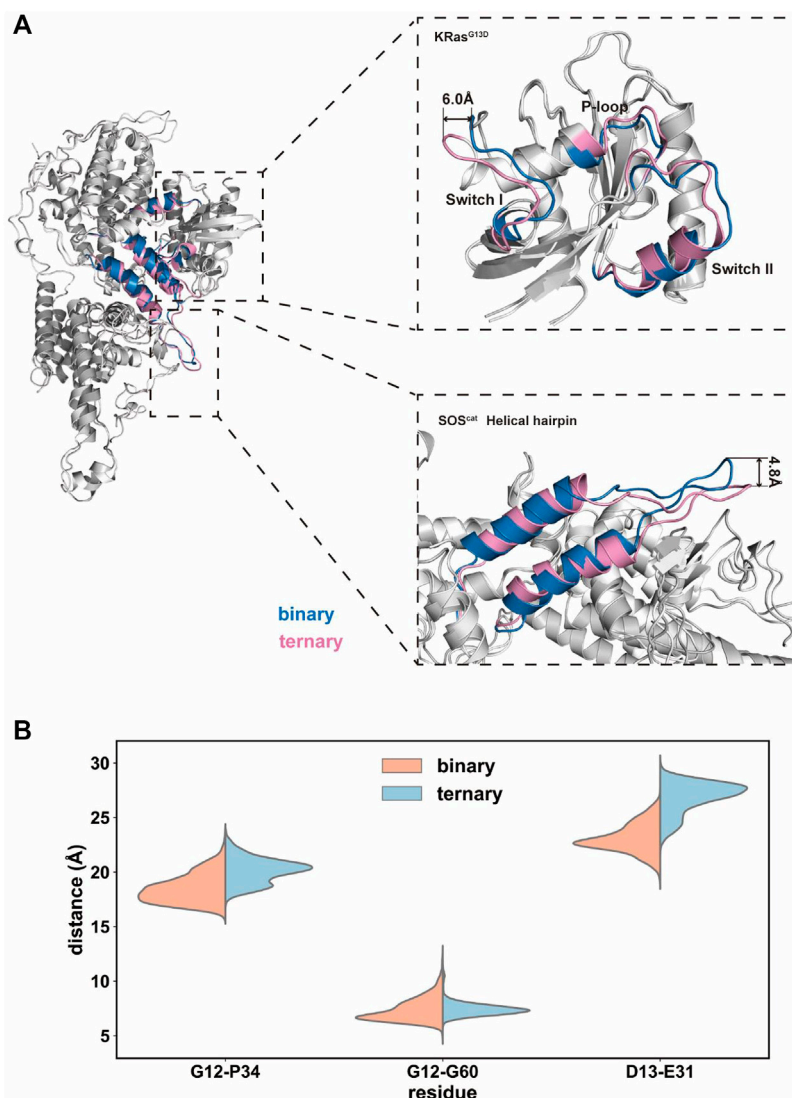 A
KRasG13D
6.0Å
P-loop
Switch I
Switch II
SOScat Helical hairpin
4.8Å
binary
ternary
B
binary
ternary
30
25
20
15
10
5
distance (Å)
G12-P34 G12-G60 D13-E31
residue